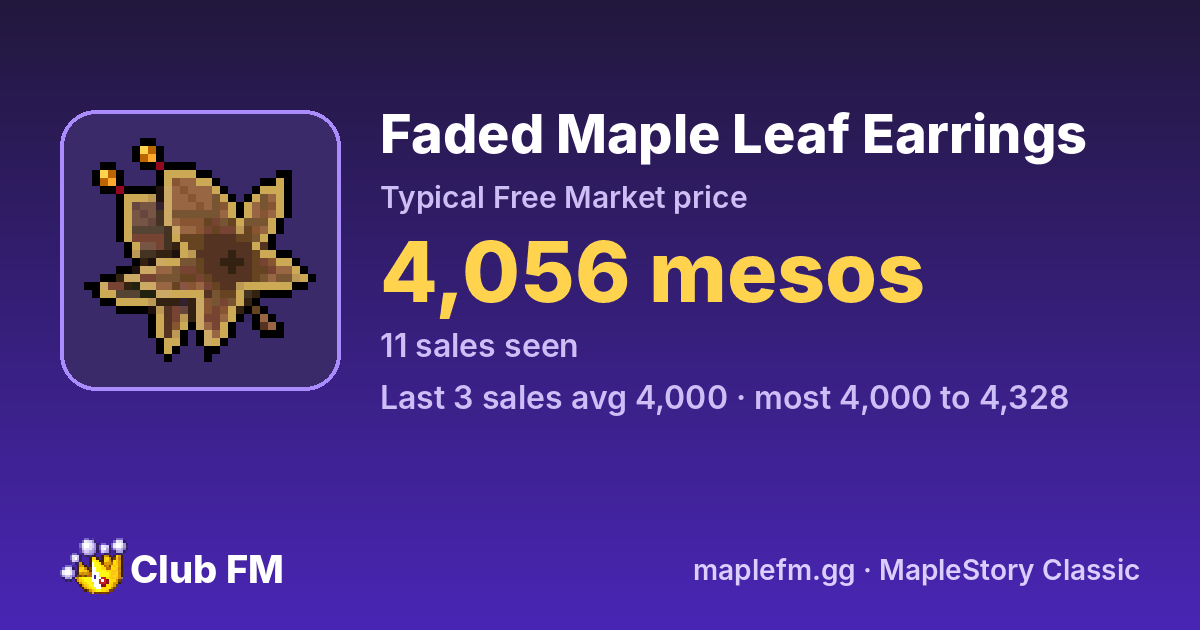 Faded Maple Leaf Earrings
Typical Free Market price
4,056 mesos
11 sales seen
Last 3 sales avg 4,000 · most 4,000 to 4,328
Club FM
maplefm.gg · MapleStory Classic